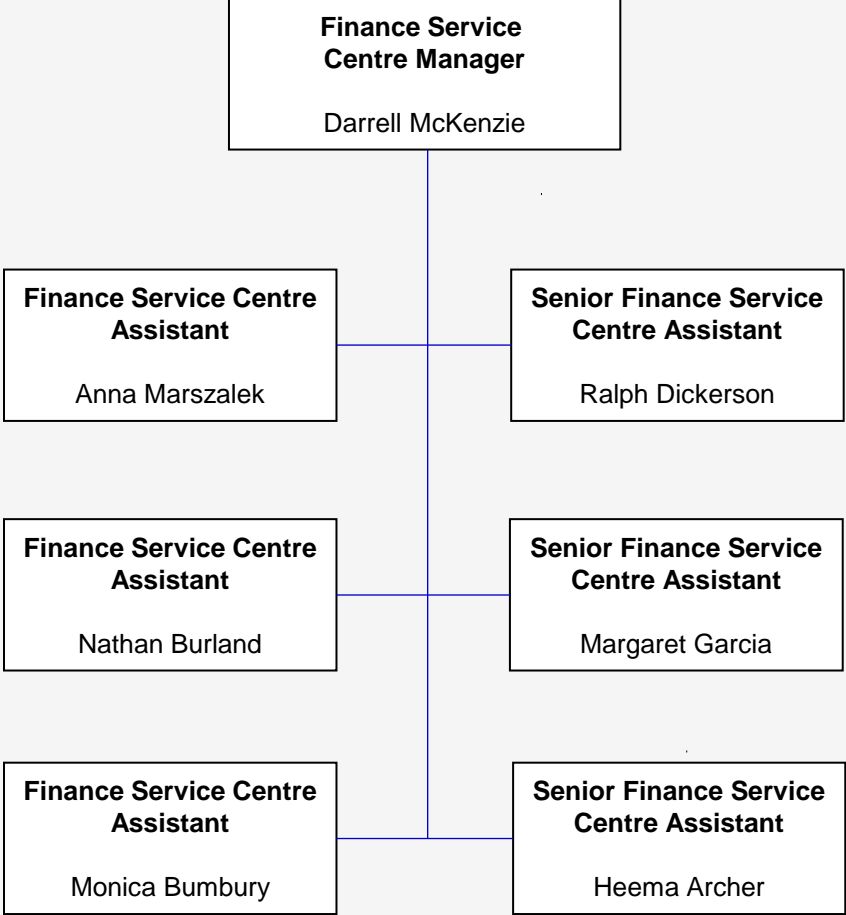 Finance Service
Centre Manager
Darrell McKenzie
Finance Service Centre
Assistant
Anna Marszalek
Senior Finance Service
Centre Assistant
Ralph Dickerson
Finance Service Centre
Assistant
Nathan Burland
Senior Finance Service
Centre Assistant
Margaret Garcia
Finance Service Centre
Assistant
Monica Bumbury
Senior Finance Service
Centre Assistant
Heema Archer